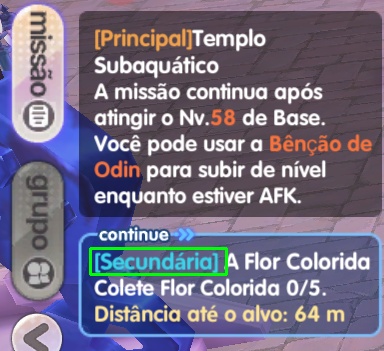 missão
grupo
[Principal]Templo
Subaquático
A missão continua após
atingir o Nv.58 de Base.
Você pode usar a Bênção de
Odin para subir de nível
enquanto estiver AFK.
continue
[Secundária] A Flor Colorida
Colete Flor Colorida 0/5.
Distância até o alvo: 64 m